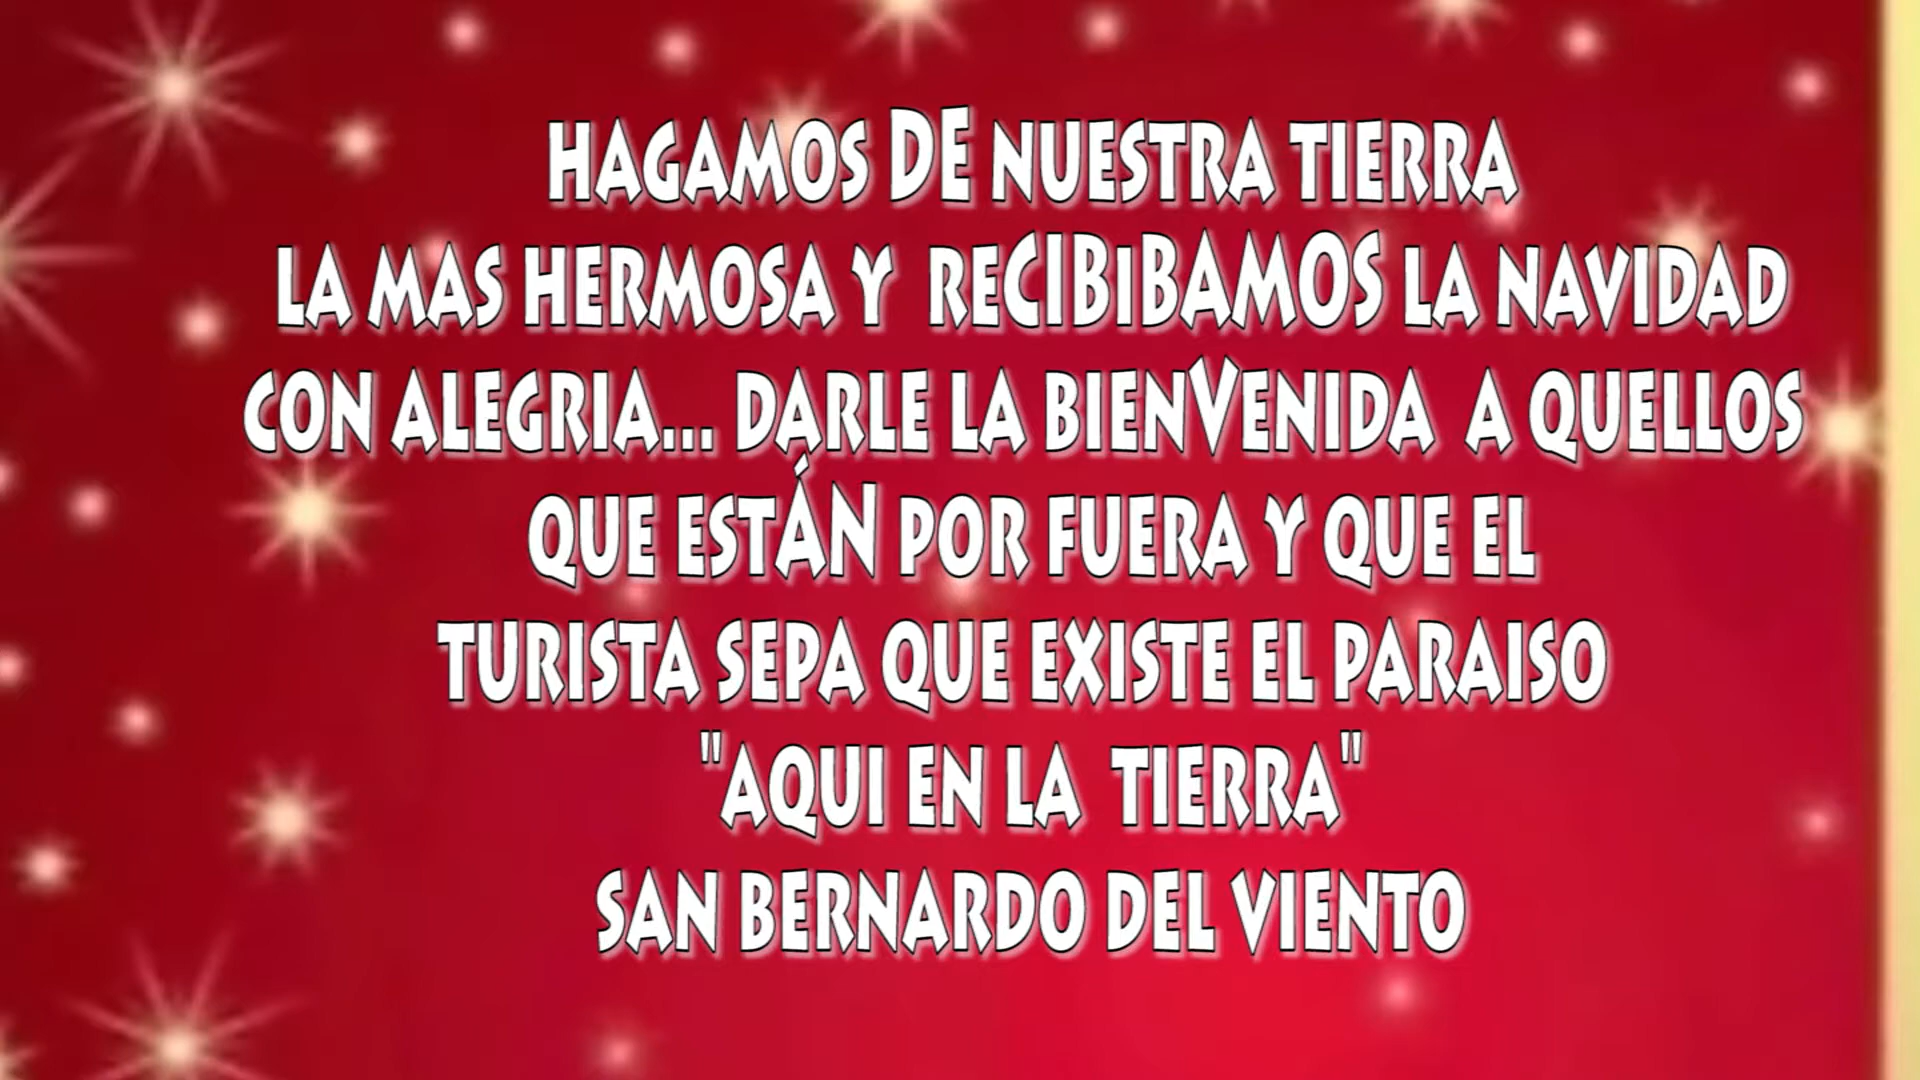 HAGAMOS DE NUESTRA TIERRA
LA MAS HERMOSA Y RECIBIBAMOS LA NAVIDAD
CON ALEGRIA... DARLE LA BIENVENIDA A QUELLOS
QUE ESTÁN POR FUERA Y QUE EL
TURISTA SEPA QUE EXISTE EL PARAISO
"AQUI EN LA TIERRA"
SAN BERNARDO DEL VIENTO